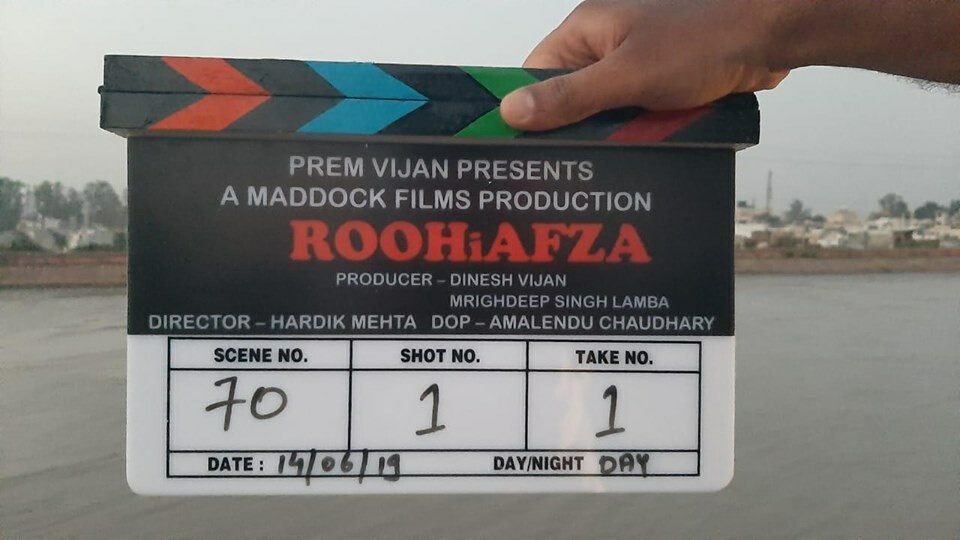 PREM VIJAN PRESENTS
A MADDOCK FILMS PRODUCTION
ROOHiAFZA
PRODUCER – DINESH VIJAN
MRIGHDEEP SINGH LAMBA
DIRECTOR – HARDIK MEHTA DOP – AMALENDU CHAUDHARY
SCENE NO. SHOT NO. TAKE NO.
70 1 1
DATE : 14/06/19 DAY/NIGHT DAY